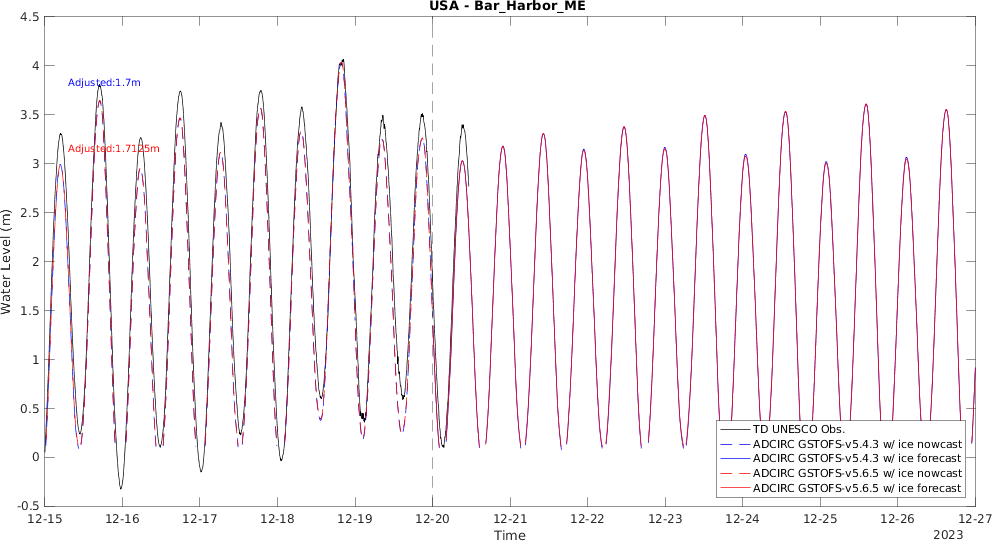 USA - Bar_Harbor_ME
4.5
4
3.5
3
2.5
2
1.5
1
0.5
0
-0.5
Water Level (m)
Adjusted:1.7m
Adjusted:1.7125m
TD UNESCO Obs.
ADCIRC GSTOFS-v5.4.3 w/ ice nowcast
ADCIRC GSTOFS-v5.4.3 w/ ice forecast
ADCIRC GSTOFS-v5.6.5 w/ ice nowcast
ADCIRC GSTOFS-v5.6.5 w/ ice forecast
12-15 12-16 12-17 12-18 12-19 12-20 12-21 12-22 12-23 12-24 12-25 12-26 12-27
Time
2023